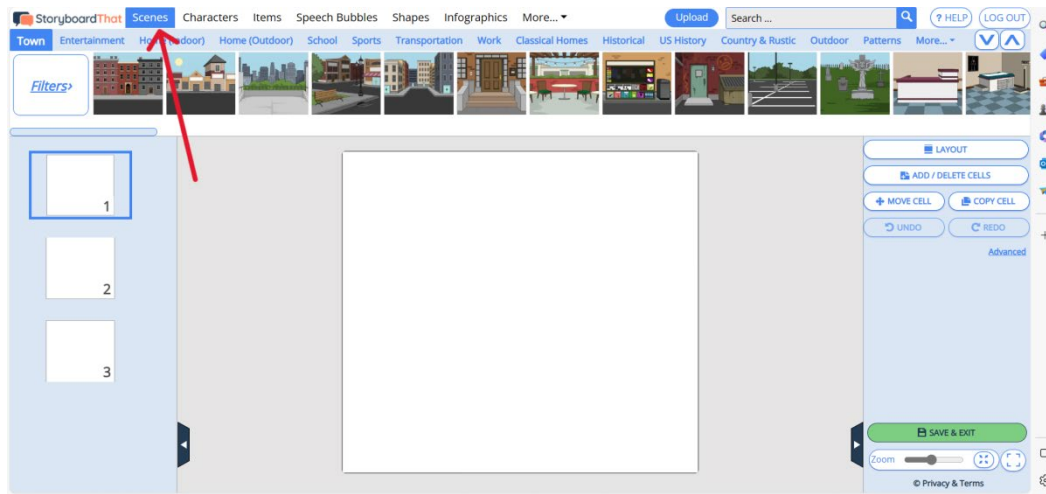 StoryboardThat Scenes Characters Items Speech Bubbles Shapes Infographics More... Upload Search ... ? HELP LOG OUT
Town Entertainment Home (Indoor) Home (Outdoor) School Sports Transportation Work Classical Homes Historical US History Country & Rustic Outdoor Patterns More...
Filters
LAYOUT
ADD / DELETE CELLS
MOVE CELL COPY CELL
UNDO REDO
Advanced
1
2
3
SAVE & EXIT
Zoom
© Privacy & Terms